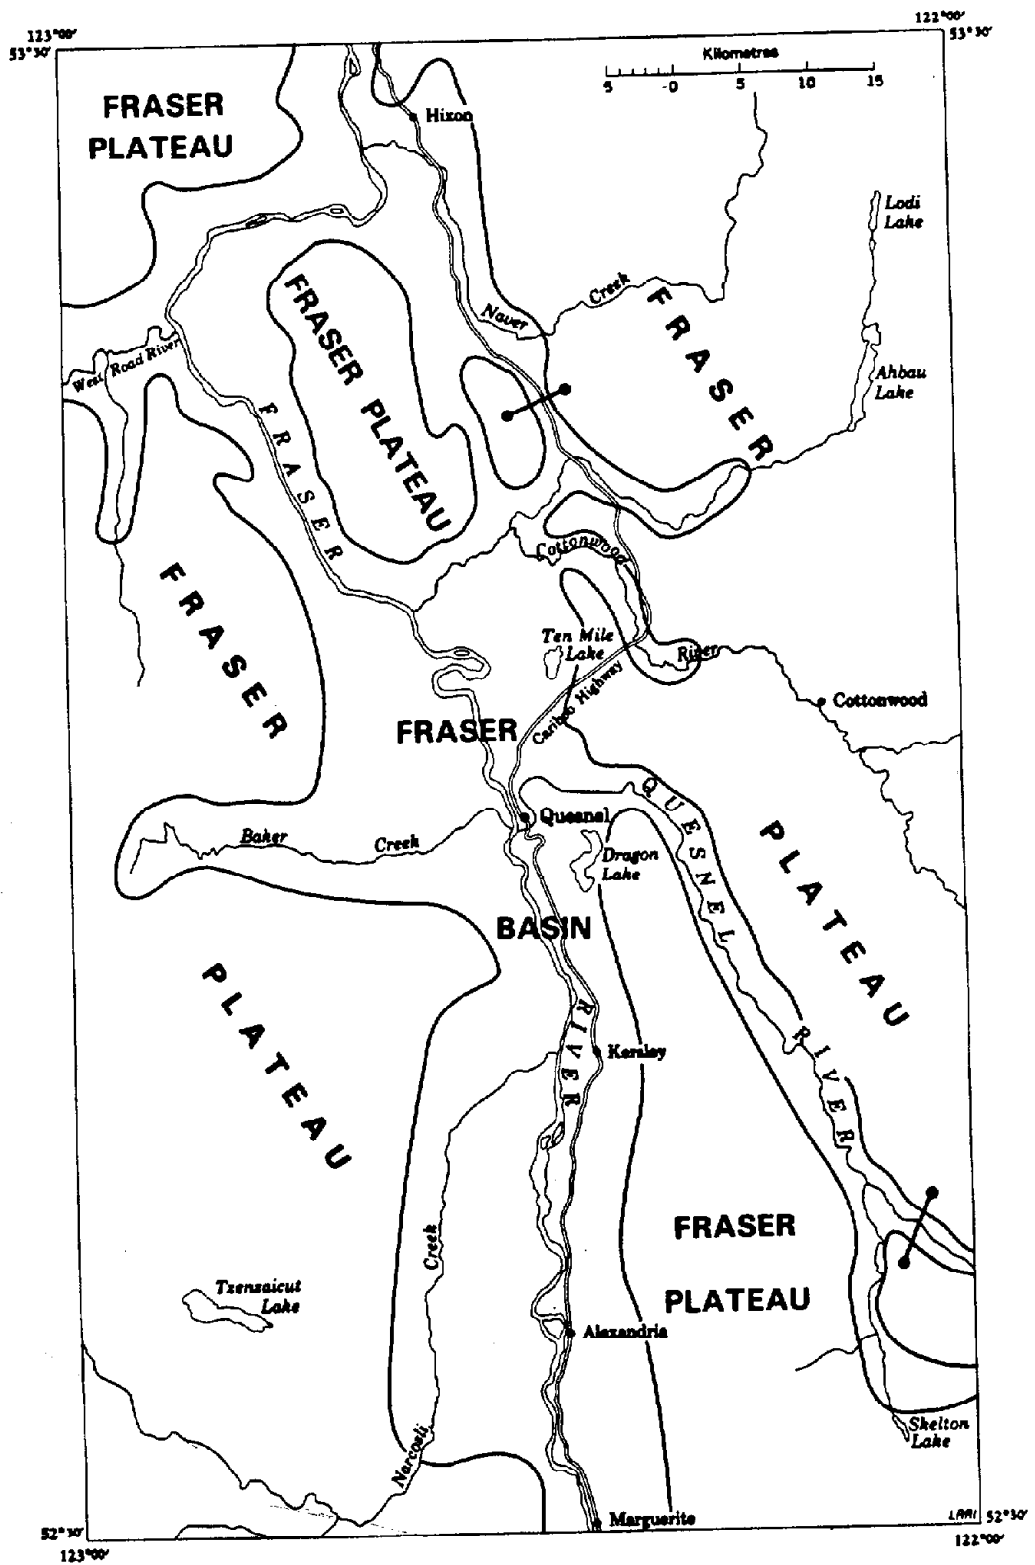 123°00'
53°30'
122°00'
53°30'
Kilometres
5 -0 5 10 15
FRASER
PLATEAU
Hixon
Lodi
Lake
Naver Creek
FRASER PLATEAU
West Road River
FRASER
Ahbau
Lake
FRASER
Cottonwood
FRASER
Ten Mile
Lake
River
Cariboo Highway
Cottonwood
FRASER
QUESNEL
Quesnel
Baker Creek
Dragon
Lake
PLATEAU
BASIN
PLATEAU
RIVER
RIVER
Kersley
FRASER
PLATEAU
Creek
Tzenzaicut
Lake
Alexandria
Narcosli
Skelton
Lake
Marguerite
52°30'
123°00'
52°30'
122°00'